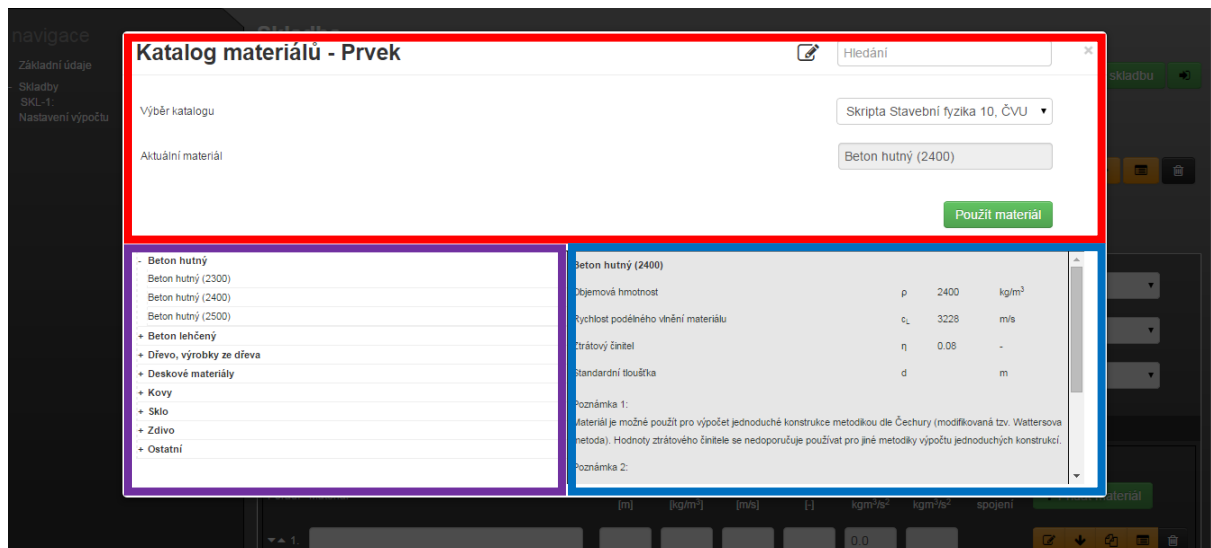 navigace
Základní údaje
- Skladby
SKL-1:
Nastavení výpočtu
Katalog materiálů - Prvek
Hledání
×
skladbu
Výběr katalogu
Skripta Stavební fyzika 10, ČVU
Aktuální materiál
Beton hutný (2400)
Použít materiál
- Beton hutný
Beton hutný (2300)
Beton hutný (2400)
Beton hutný (2500)
+ Beton lehčený
+ Dřevo, výrobky ze dřeva
+ Deskové materiály
+ Kovy
+ Sklo
+ Zdivo
+ Ostatní
Beton hutný (2400)
Objemová hmotnost ρ 2400 kg/m³
Rychlost podélného vlnění materiálu c_L 3228 m/s
Ztrátový činitel η 0.08 -
Standardní tloušťka d m
Poznámka 1:
Materiál je možné použít pro výpočet jednoduché konstrukce metodikou dle Čechury (modifikovaná tzv. Wattersova
metoda). Hodnoty ztrátového činitele se nedoporučuje používat pro jiné metodiky výpočtu jednoduchých konstrukcí.
Poznámka 2:
[m] [kg/m³] [m/s] [-] kgm³/s² kgm³/s² spojení
1. 0.0